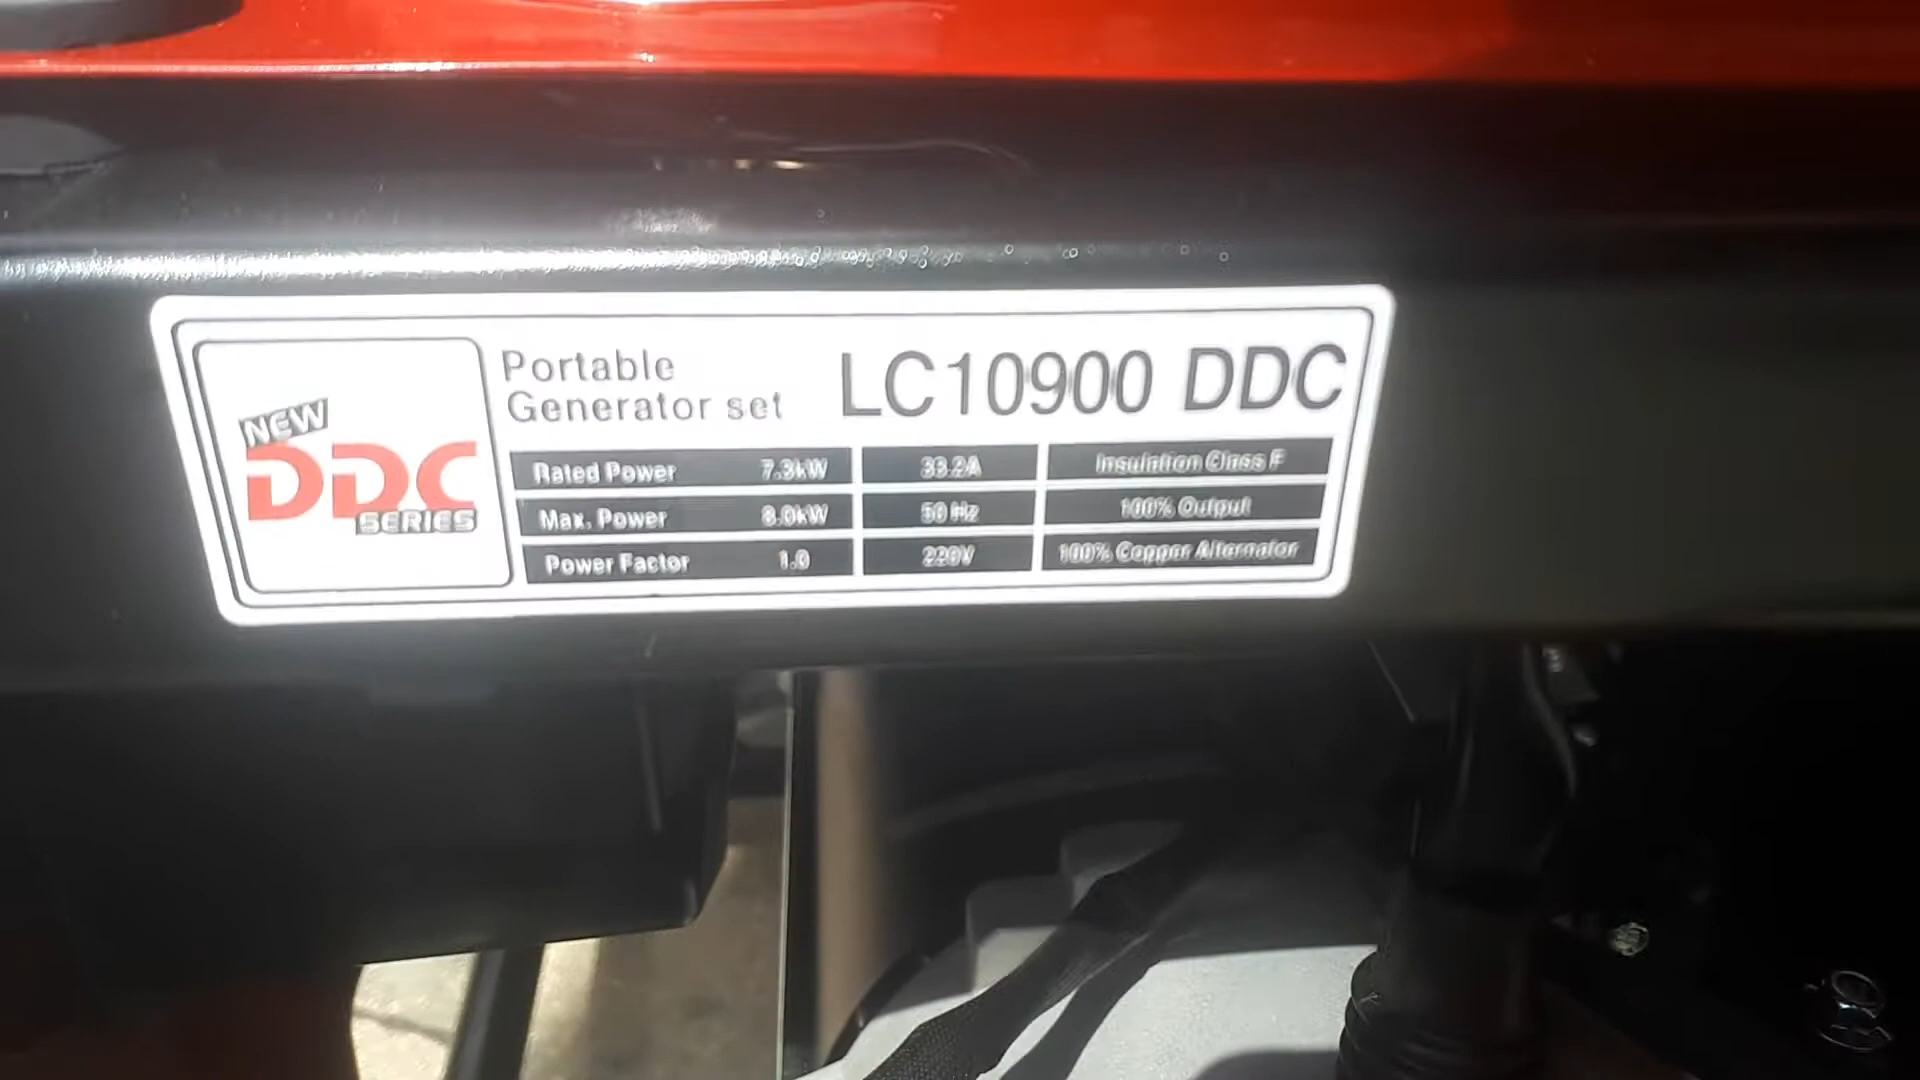 NEW
DDC
SERIES
Portable
Generator set
LC10900 DDC
Rated Power 7.3kW 33.2A Insulation Class F
Max. Power 8.0kW 50 Hz 100% Output
Power Factor 1.0 220V 100% Copper Alternator